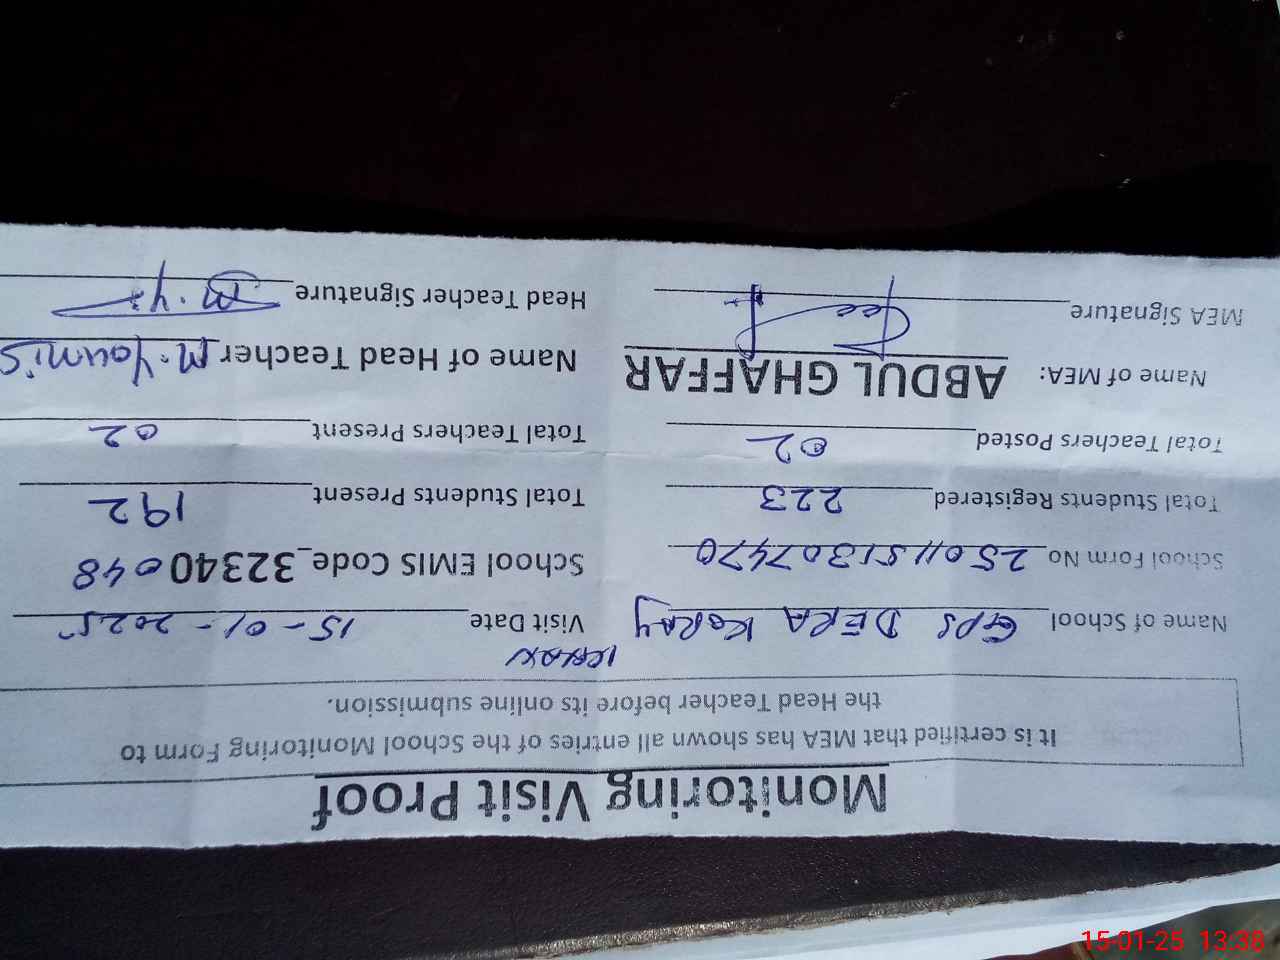 Monitoring Visit Proof
It is certified that MEA has shown all entries of the School Monitoring Form to
the Head Teacher before its online submission.
Name of School GPS DERA KORAY Visit Date 15-01-2025
School Form No 2501151307470 School EMIS Code_32340048
Total Students Registered 223 Total Students Present 192
Total Teachers Posted 02 Total Teachers Present 02
Name of MEA: ABDUL GHAFFAR Name of Head Teacher M.Younis
MEA Signature Head Teacher Signature M.Y
15-01-25 13:38